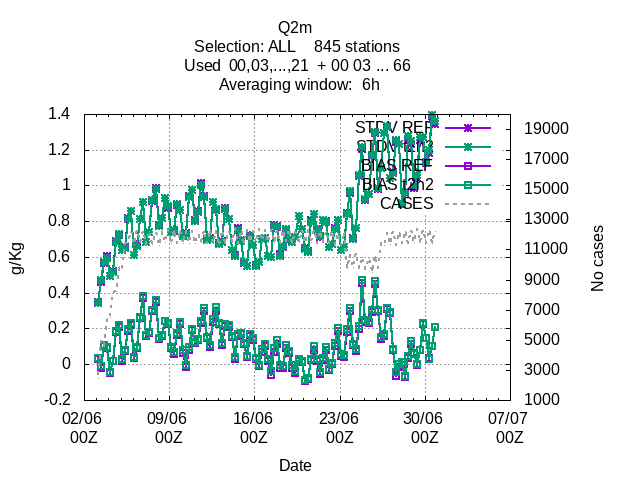 Q2m
Selection: ALL 845 stations
Used 00,03,...,21 + 00 03 ... 66
Averaging window: 6h
1.4
1.2
1
0.8
0.6
0.4
0.2
0
-0.2
g/Kg
STDV REF
STDV
BIAS REF
BIAS t2h2
CASES
19000
17000
15000
13000
11000
9000
7000
5000
3000
1000
No cases
02/06 09/06 16/06 23/06 30/06 07/07
00Z 00Z 00Z 00Z 00Z 00Z
Date